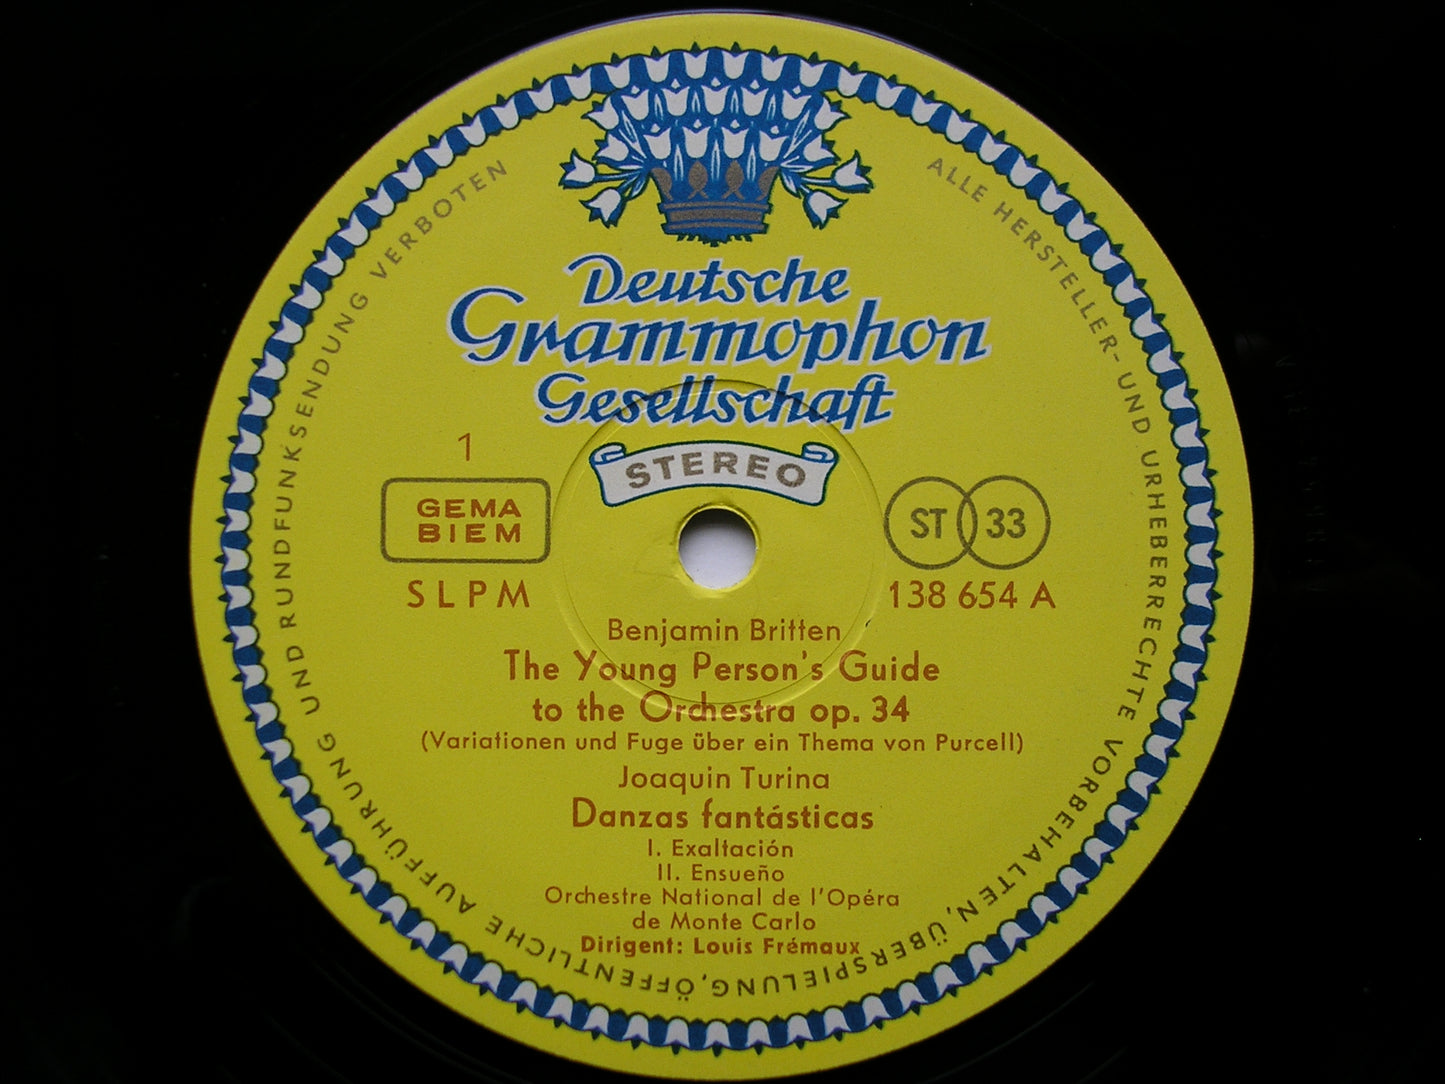 Deutsche
Grammophon
Gesellschaft
STEREO
1
GEMA
BIEM
ST 33
SLPM
138 654 A
Benjamin Britten
The Young Person's Guide
to the Orchestra op. 34
(Variationen und Fuge über ein Thema von Purcell)
Joaquin Turina
Danzas fantásticas
I. Exaltación
II. Ensueño
Orchestre National de l'Opéra
de Monte Carlo
Dirigent: Louis Frémaux
ALLE HERSTELLER- UND URHEBERRECHTE VORBEHALTEN, ÜBERSPIELUNG, ÖFFENTLICHE AUFFÜHRUNG UND RUNDFUNKSENDUNG VERBOTEN